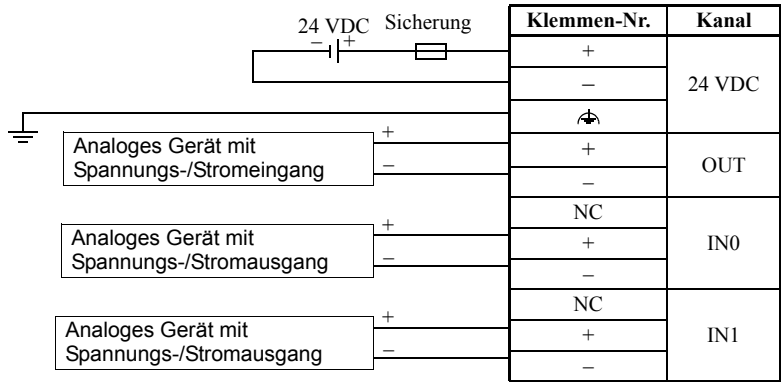 24 VDC Sicherung
– +
Klemmen-Nr. Kanal
+
–
24 VDC
Analoges Gerät mit
Spannungs-/Stromeingang
+
–
+
–
OUT
Analoges Gerät mit
Spannungs-/Stromausgang
+
–
NC
+
–
IN0
Analoges Gerät mit
Spannungs-/Stromausgang
+
–
NC
+
–
IN1